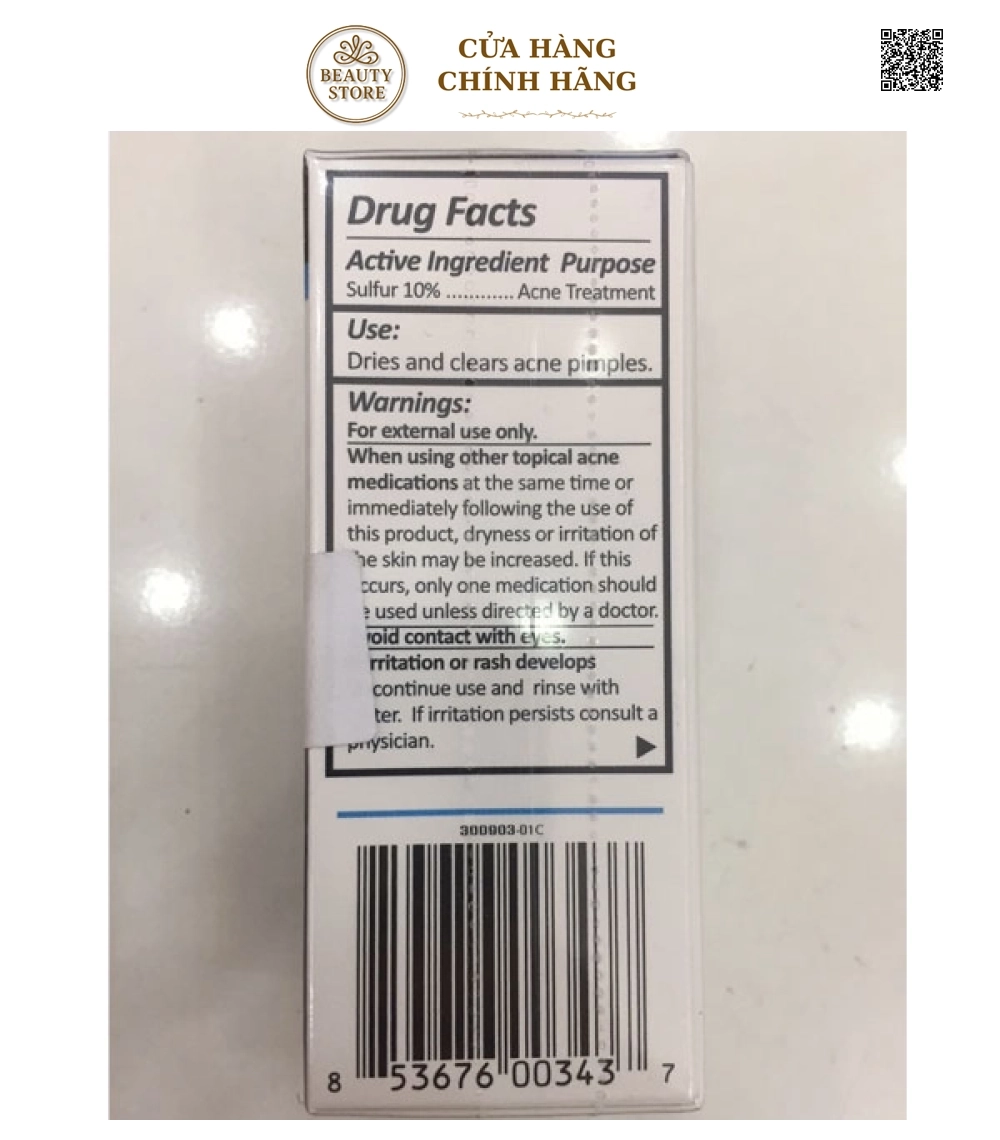 BEAUTY
STORE
CỬA HÀNG
CHÍNH HÃNG
Drug Facts
Active Ingredient Purpose
Sulfur 10% ............ Acne Treatment
Use:
Dries and clears acne pimples.
Warnings:
For external use only.
When using other topical acne
medications at the same time or
immediately following the use of
this product, dryness or irritation of
he skin may be increased. If this
ccurs, only one medication should
e used unless directed by a doctor.
void contact with eyes.
rritation or rash develops
continue use and rinse with
ter. If irritation persists consult a
physician.
300903-01C
8 53676 00343 7